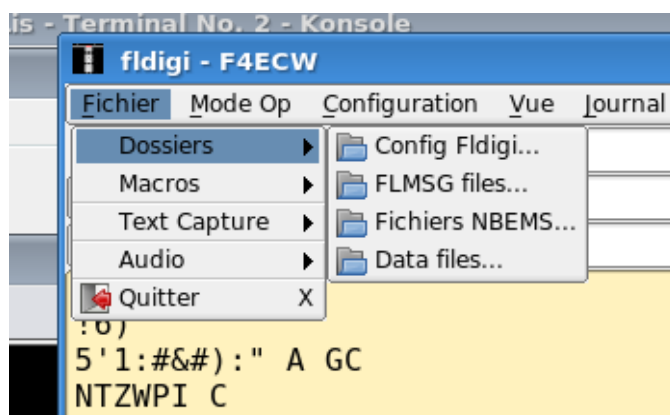 is - Terminal No. 2 - Konsole
fldigi - F4ECW
Fichier Mode Op Configuration Vue Journal
Dossiers
Macros
Text Capture
Audio
Quitter X
Config Fldigi...
FLMSG files...
Fichiers NBEMS...
Data files...
!6)
5'1:#&#):" A GC
NTZWPI C